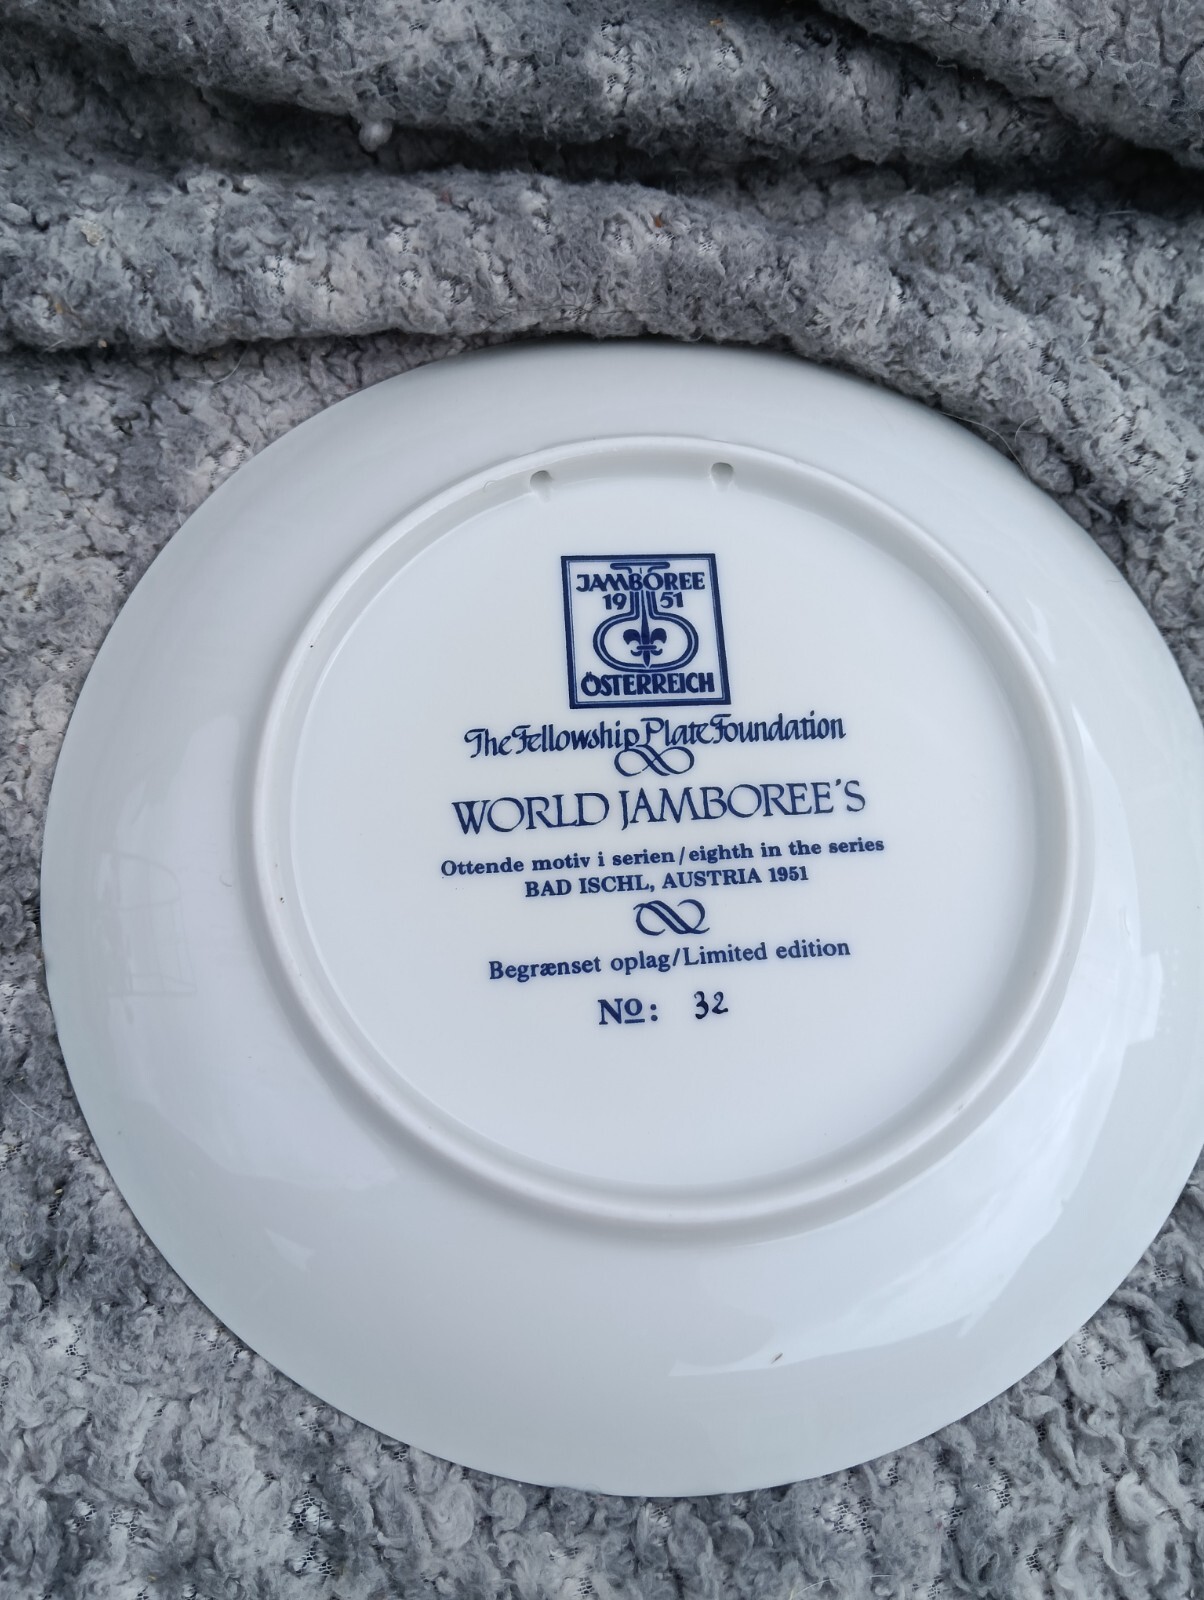 JAMBOREE
19 51
ÖSTERREICH
The Fellowship Plate Foundation
WORLD JAMBOREE'S
Ottende motiv i serien/eighth in the series
BAD ISCHL, AUSTRIA 1951
Begrænset oplag/Limited edition
No: 32